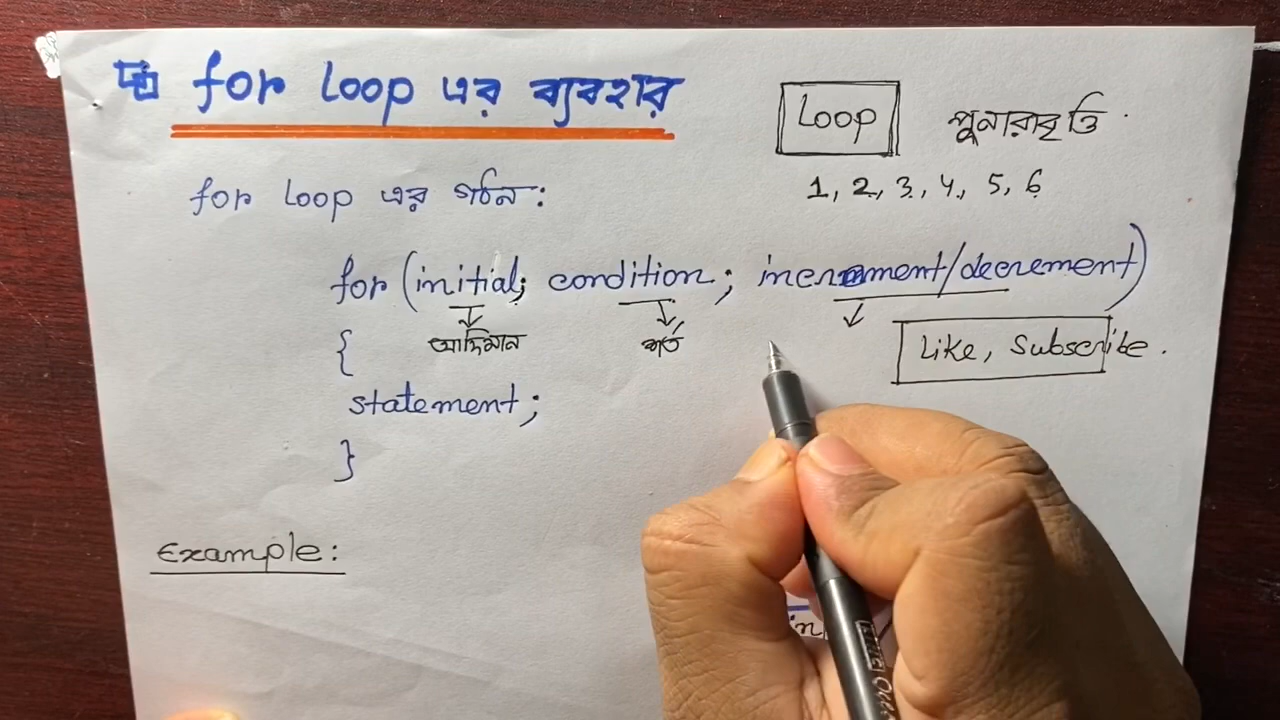 for Loop এর ব্যবহার
Loop পুনারাবৃত্তি
1, 2, 3, 4, 5, 6
for Loop এর গঠন:
for (initial; condition; increment/decrement)
{ আদিমান শর্ত Like, Subscribe.
statement;
}
Example: